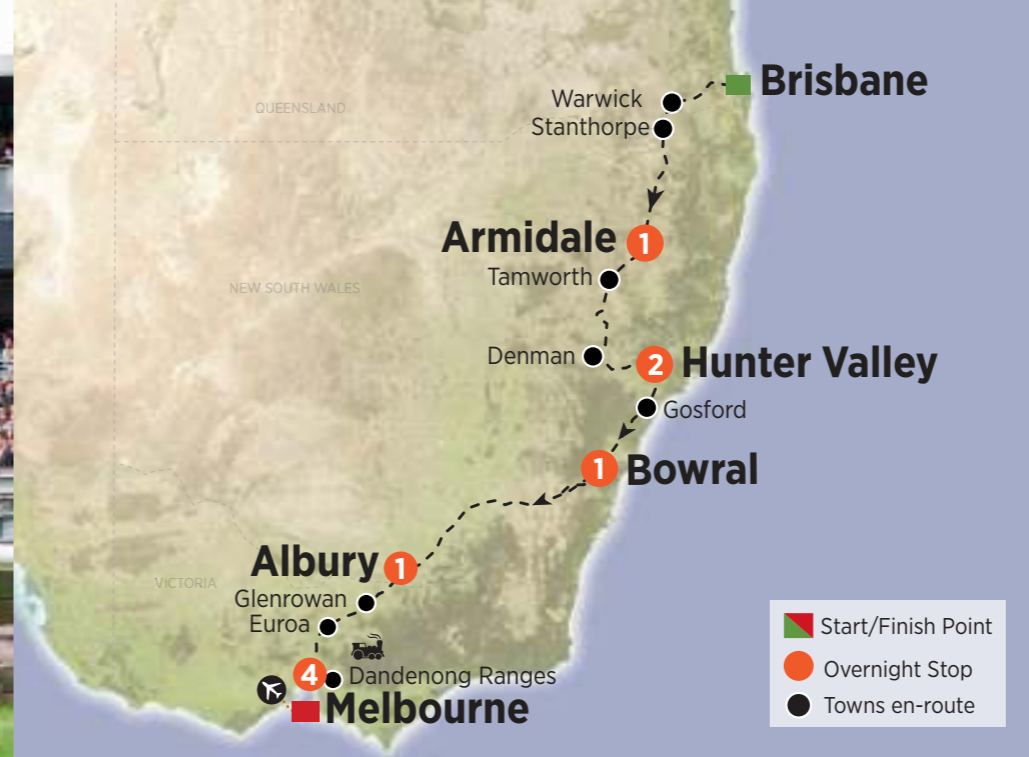 Brisbane
Warwick
QUEENSLAND
Stanthorpe
Armidale
1
Tamworth
NEW SOUTH WALES
Denman
2
Hunter Valley
Gosford
1
Bowral
Albury
1
VICTORIA
Glenrowan
Euroa
4
Dandenong Ranges
Melbourne
Start/Finish Point
Overnight Stop
Towns en-route